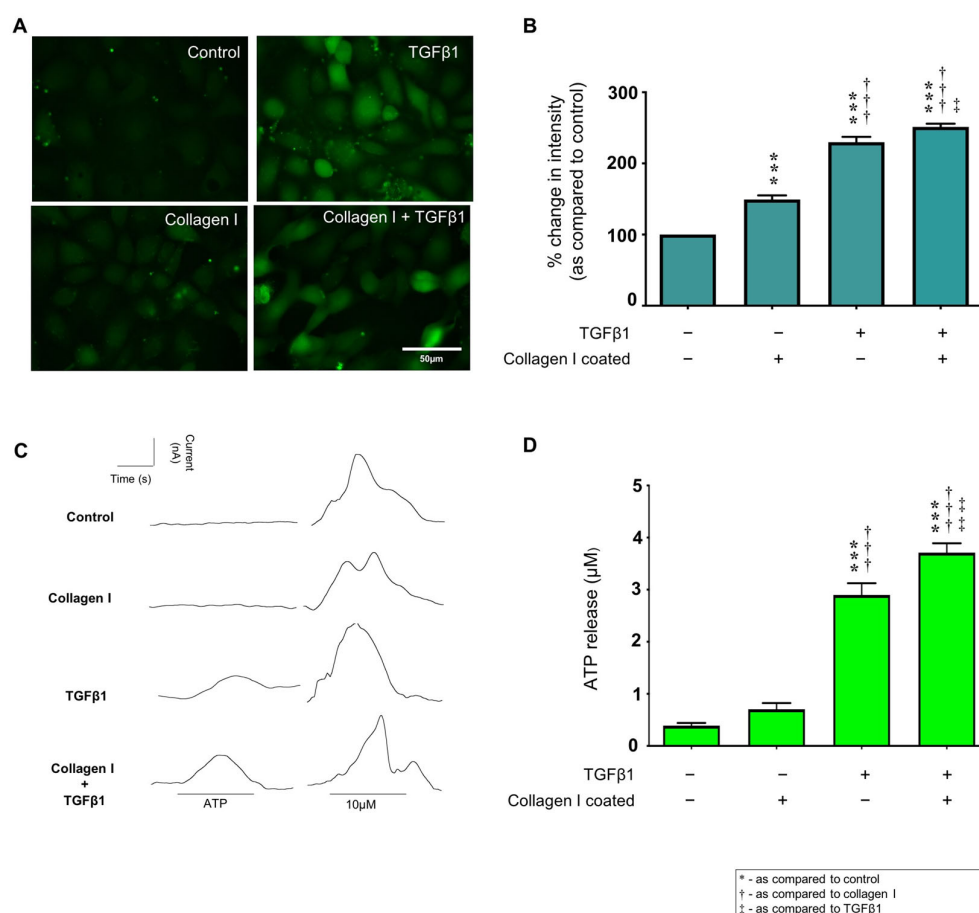 A
Control
TGFβ1
Collagen I
Collagen I + TGFβ1
50μm
B
% change in intensity
(as compared to control)
300
200
100
0
***
***
†††
***
†††
‡
TGFβ1 – – + +
Collagen I coated – + – +
C
Current
(nA)
Time (s)
Control
Collagen I
TGFβ1
Collagen I
+
TGFβ1
ATP
10μM
D
ATP release (μM)
5
4
3
2
1
0
***
†††
***
†††
‡‡
TGFβ1 – – + +
Collagen I coated – + – +
* - as compared to control
† - as compared to collagen I
‡ - as compared to TGFβ1